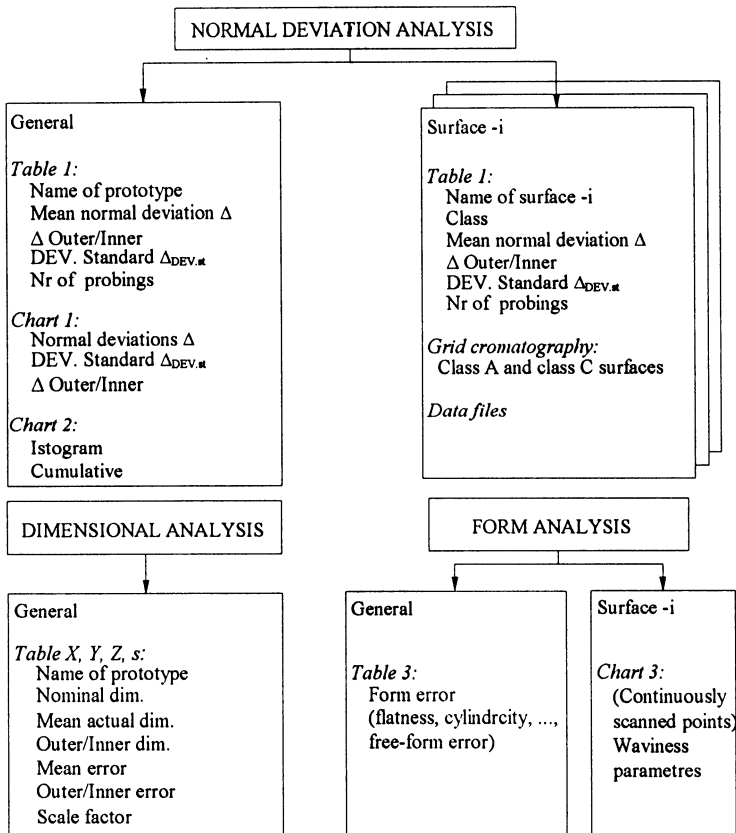 NORMAL DEVIATION ANALYSIS
General
Table 1:
Name of prototype
Mean normal deviation Δ
Δ Outer/Inner
DEV. Standard ΔDEV.st
Nr of probings
Chart 1:
Normal deviations Δ
DEV. Standard ΔDEV.st
Δ Outer/Inner
Chart 2:
Istogram
Cumulative
Surface -i
Table 1:
Name of surface -i
Class
Mean normal deviation Δ
Δ Outer/Inner
DEV. Standard ΔDEV.st
Nr of probings
Grid cromatography:
Class A and class C surfaces
Data files
DIMENSIONAL ANALYSIS
General
Table X, Y, Z, s:
Name of prototype
Nominal dim.
Mean actual dim.
Outer/Inner dim.
Mean error
Outer/Inner error
Scale factor
FORM ANALYSIS
General
Table 3:
Form error
(flatness, cylindrcity, ...,
free-form error)
Surface -i
Chart 3:
(Continuously
scanned points)
Waviness
parametres